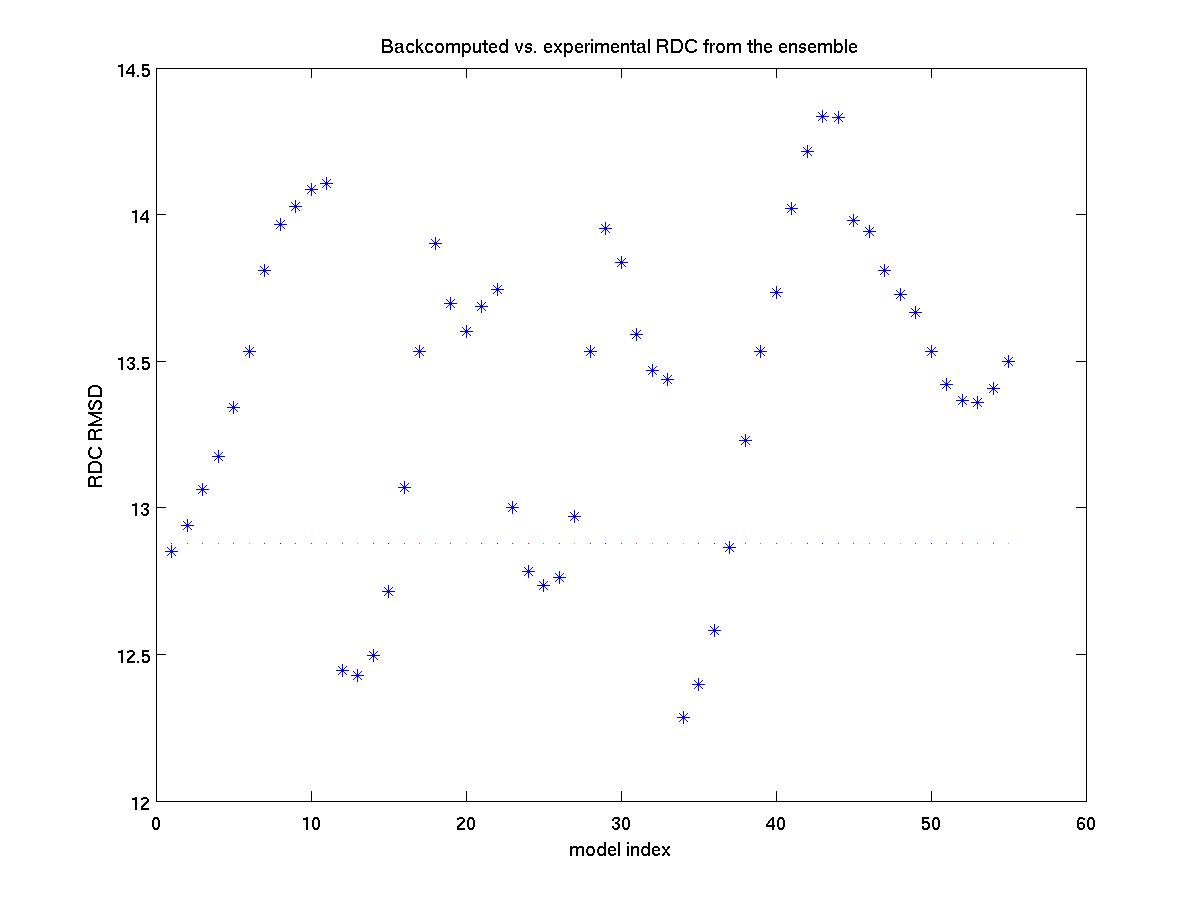 Backcomputed vs. experimental RDC from the ensemble
14.5
14
13.5
13
12.5
12
RDC RMSD
0 10 20 30 40 50 60
model index